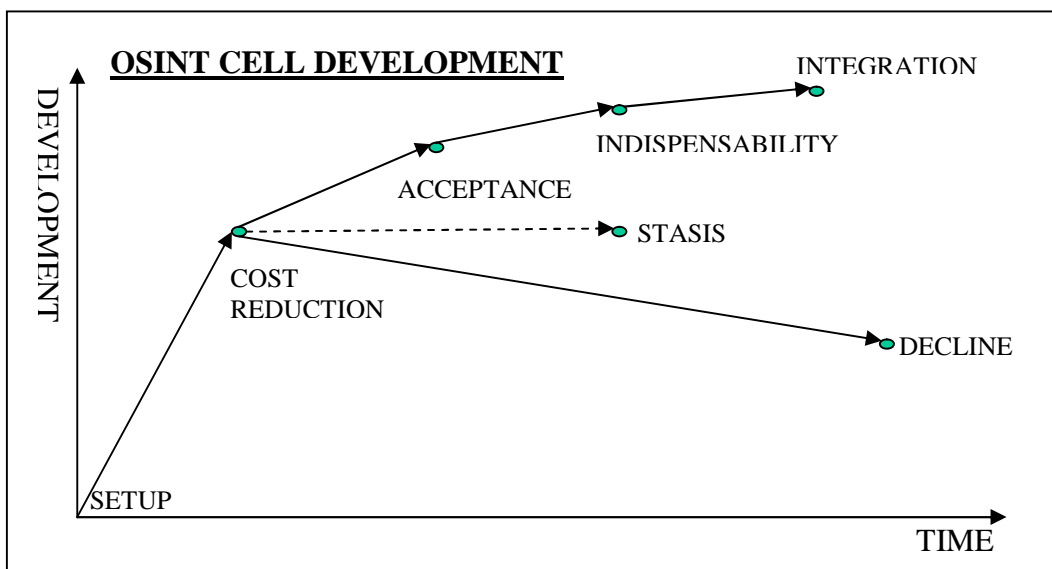 OSINT CELL DEVELOPMENT
INTEGRATION
DEVELOPMENT
INDISPENSABILITY
ACCEPTANCE
STASIS
COST
REDUCTION
DECLINE
SETUP
TIME